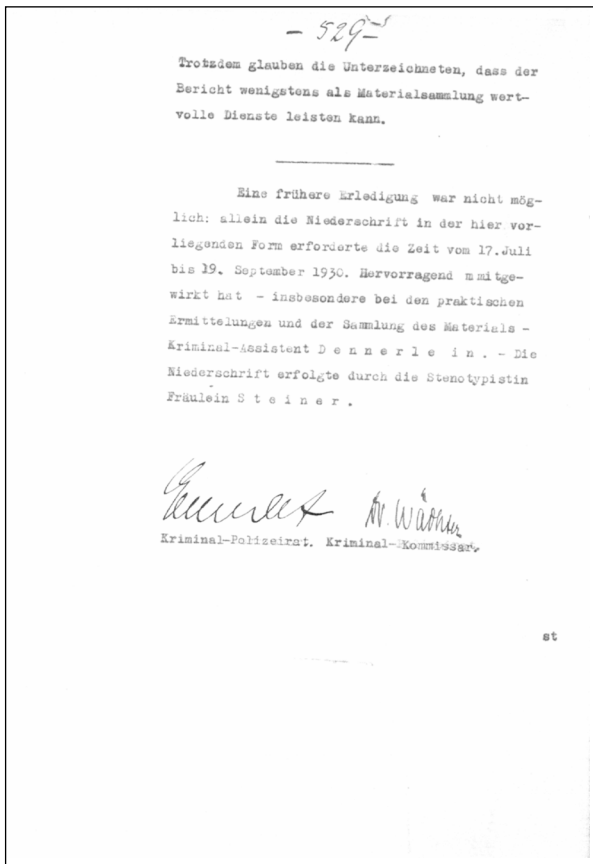 - 529 -
Trotzdem glauben die Unterzeichneten, dass der
Bericht wenigstens als Materialsammlung wert-
volle Dienste leisten kann.
Eine frühere Erledigung war nicht mög-
lich; allein die Niederschrift in der hier vor-
liegenden Form erforderte die Zeit vom 17. Juli
bis 19. September 1930. Hervorragend mmitge-
wirkt hat - insbesondere bei den praktischen
Ermittelungen und der Sammlung des Materials -
Kriminal-Assistent D e n n e r l e i n . - Die
Niederschrift erfolgte durch die Stenotypistin
Fräulein S t e i n e r .
Dr. Wächter
Kriminal-Polizeirat. Kriminal-Kommissar.
st